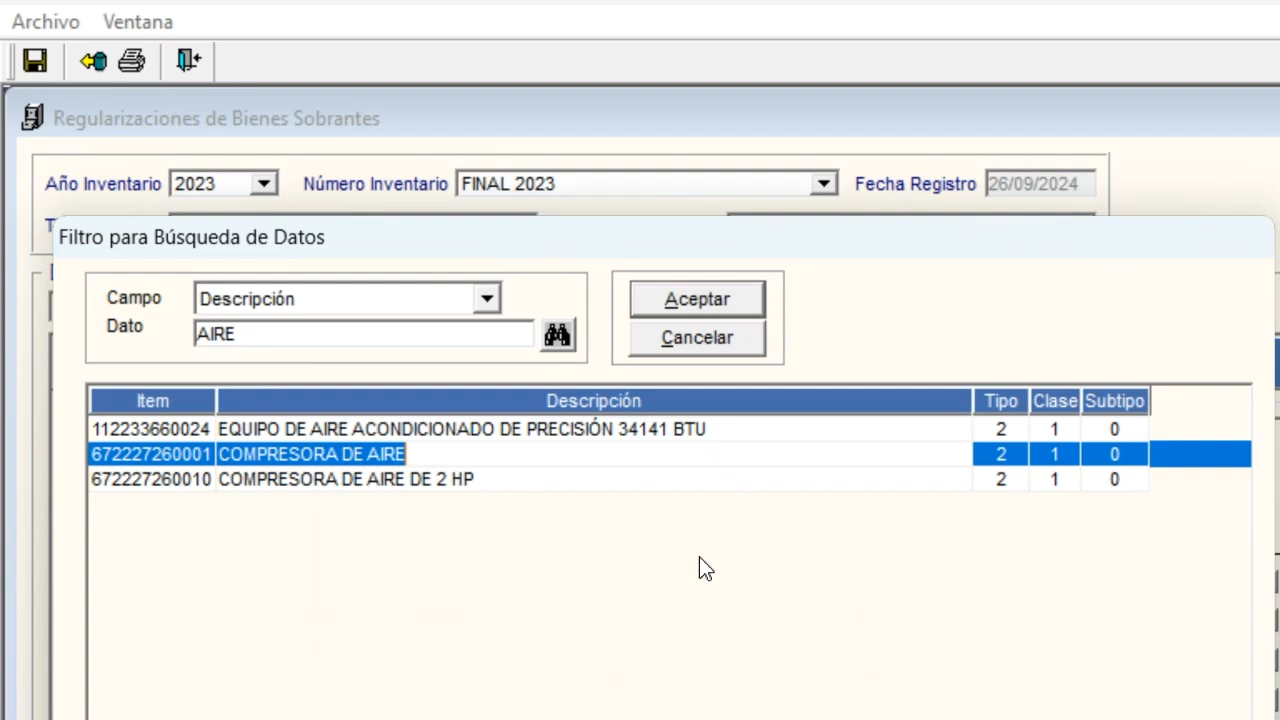 Archivo Ventana
Regularizaciones de Bienes Sobrantes
Año Inventario 2023 Número Inventario FINAL 2023 Fecha Registro 26/09/2024
Filtro para Búsqueda de Datos
Campo Descripción Aceptar
Dato AIRE Cancelar
Item Descripción Tipo Clase Subtipo
112233660024 EQUIPO DE AIRE ACONDICIONADO DE PRECISIÓN 34141 BTU 2 1 0
672227260001 COMPRESORA DE AIRE 2 1 0
672227260010 COMPRESORA DE AIRE DE 2 HP 2 1 0